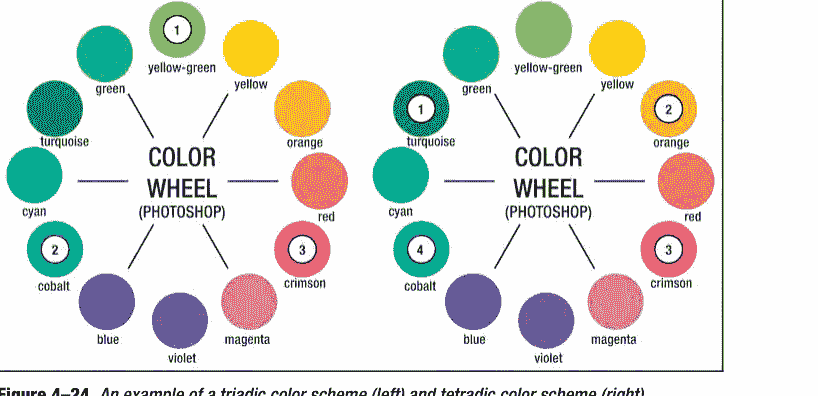 1
yellow-green
green
yellow
turquoise
orange
COLOR
WHEEL
(PHOTOSHOP)
cyan
red
2
cobalt
3
crimson
blue
magenta
violet
yellow-green
green
yellow
1
turquoise
2
orange
COLOR
WHEEL
(PHOTOSHOP)
cyan
red
4
cobalt
3
crimson
blue
magenta
violet
Figure 4–24. An example of a triadic color scheme (left) and tetradic color scheme (right)